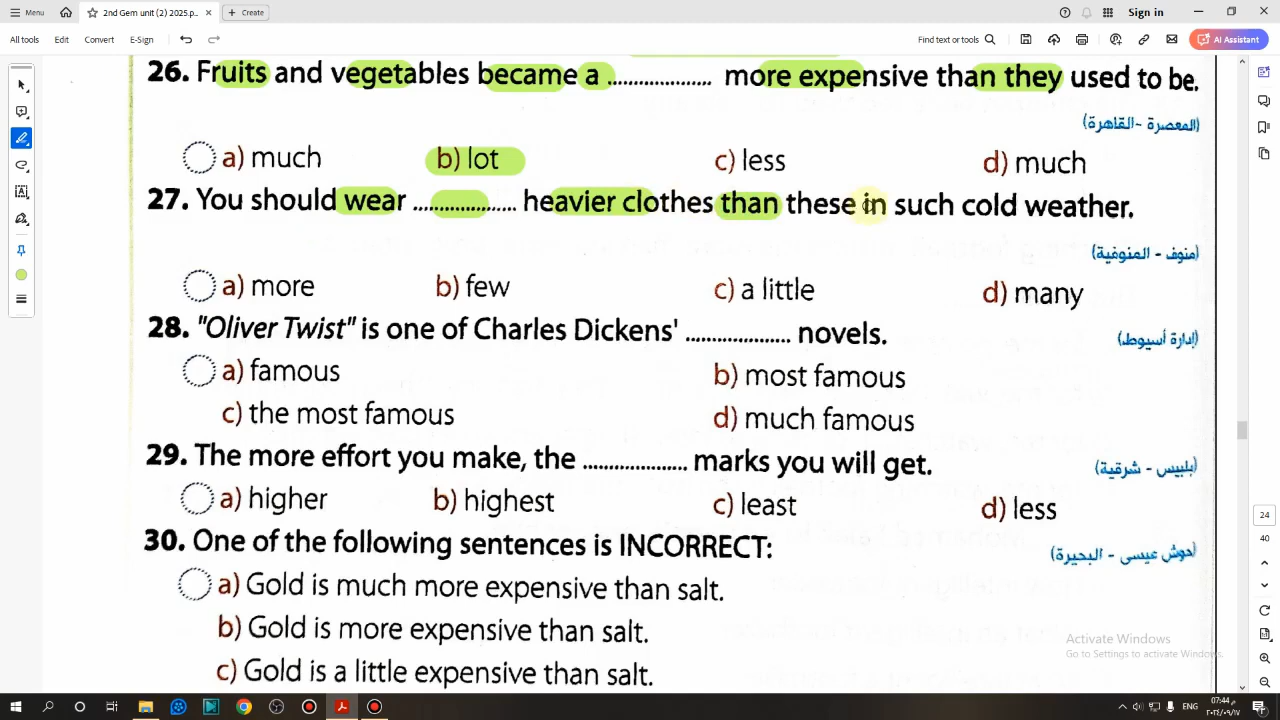 Menu
2nd Gem unit (2) 2025.p...
Create
Sign in
All tools
Edit
Convert
E-Sign
Find text or tools
AI Assistant
26. Fruits and vegetables became a .................... more expensive than they used to be.
(المعصرة -القاهرة)
a) much b) lot c) less d) much
27. You should wear .................... heavier clothes than these in such cold weather.
(منوف - المنوفية)
a) more b) few c) a little d) many
28. "Oliver Twist" is one of Charles Dickens' .................... novels.
(إدارة أسيوط)
a) famous b) most famous
c) the most famous d) much famous
29. The more effort you make, the .................... marks you will get.
(بلبيس - شرقية)
a) higher b) highest c) least d) less
30. One of the following sentences is INCORRECT:
(حوش عيسى - البحيرة)
a) Gold is much more expensive than salt.
b) Gold is more expensive than salt.
c) Gold is a little expensive than salt.
24
40
Activate Windows
Go to Settings to activate Windows.
ENG
07:44 م